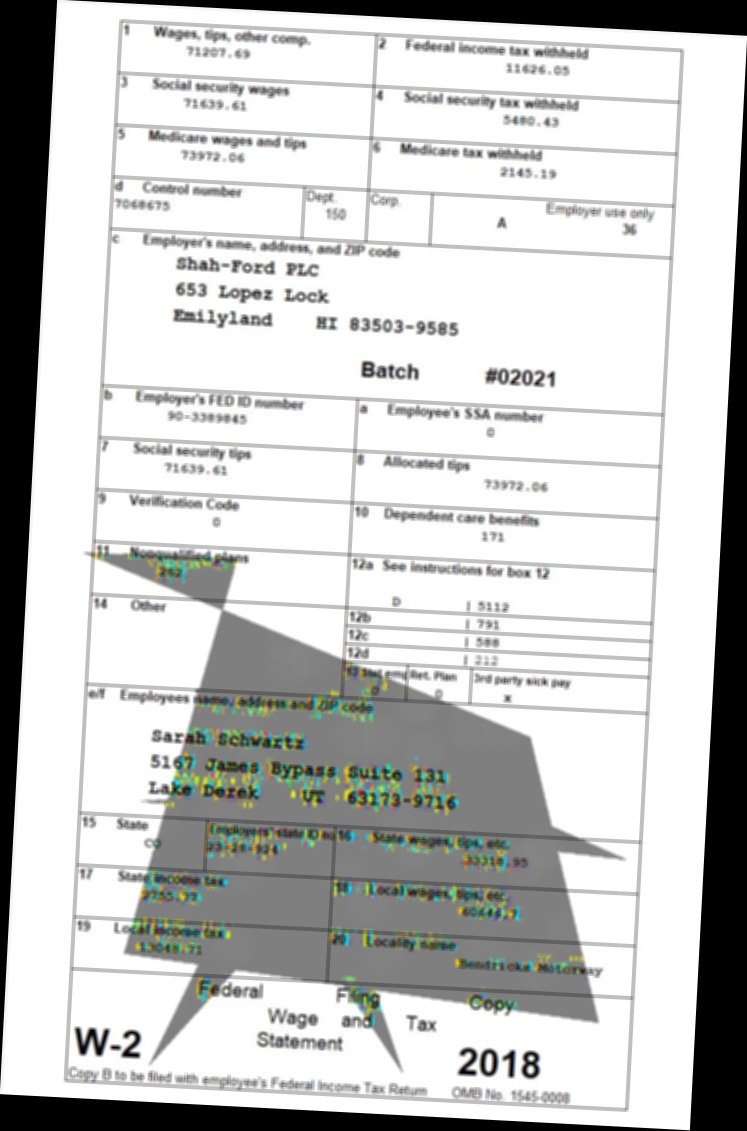 1 Wages, tips, other comp. 2 Federal income tax withheld
71207.69 11626.05
3 Social security wages 4 Social security tax withheld
71639.61 5480.43
5 Medicare wages and tips 6 Medicare tax withheld
73972.06 2145.19
d Control number Dept. Corp. Employer use only
7068675 150 A 36
c Employer's name, address, and ZIP code
Shah-Ford PLC
653 Lopez Lock
Emilyland HI 83503-9585
Batch #02021
b Employer's FED ID number a Employee's SSA number
90-3389845 0
7 Social security tips 8 Allocated tips
71639.61 73972.06
9 Verification Code 10 Dependent care benefits
0 171
11 Nonqualified plans 12a See instructions for box 12
262 D | 5112
14 Other 12b | 791
12c | 588
12d | 212
13 Stat emp Ret. Plan 3rd party sick pay
0 0 x
e/f Employees name, address and ZIP code
Sarah Schwartz
5167 James Bypass Suite 131
Lake Derek UT 63173-9716
15 State Employers' state ID no 16 State wages, tips, etc.
CO 23-28-924 33318.95
17 State income tax 18 Local wages, tips, etc.
19 Local income tax 20 Locality name
13048.71 Hendricks Motorway
Federal Filing Copy
Wage and Tax
Statement
W-2 2018
Copy B to be filed with employee's Federal Income Tax Return OMB No. 1545-0008